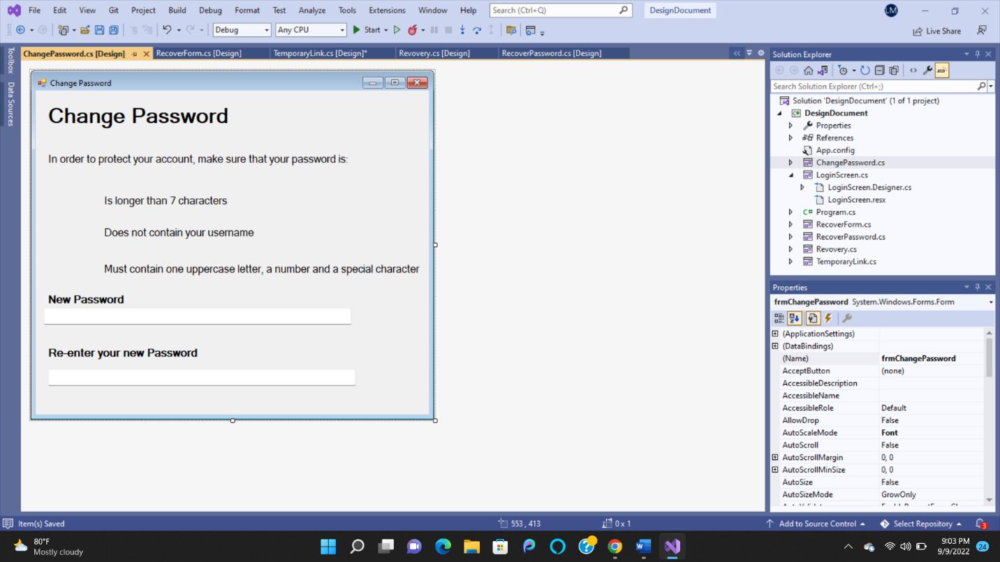 File Edit View Git Project Build Debug Format Test Analyze Tools Extensions Window Help Search (Ctrl+Q) DesignDocument LM
Debug Any CPU Start Live Share
Toolbox
Data Sources
ChangePassword.cs [Design] RecoverForm.cs [Design] TemporaryLink.cs [Design]* Revovery.cs [Design] RecoverPassword.cs [Design]
Change Password
Change Password
In order to protect your account, make sure that your password is:
Is longer than 7 characters
Does not contain your username
Must contain one uppercase letter, a number and a special character
New Password
Re-enter your new Password
Solution Explorer
Search Solution Explorer (Ctrl+;)
Solution 'DesignDocument' (1 of 1 project)
C# DesignDocument
Properties
References
App.config
ChangePassword.cs
LoginScreen.cs
LoginScreen.Designer.cs
LoginScreen.resx
C# Program.cs
RecoverForm.cs
RecoverPassword.cs
Revovery.cs
TemporaryLink.cs
Properties
frmChangePassword System.Windows.Forms.Form
(ApplicationSettings)
(DataBindings)
(Name) frmChangePassword
AcceptButton (none)
AccessibleDescription
AccessibleName
AccessibleRole Default
AllowDrop False
AutoScaleMode Font
AutoScroll False
AutoScrollMargin 0, 0
AutoScrollMinSize 0, 0
AutoSize False
AutoSizeMode GrowOnly
Item(s) Saved 553 , 413 0 x 1 Add to Source Control Select Repository 3
80°F
Mostly cloudy
9:03 PM
9/9/2022
24